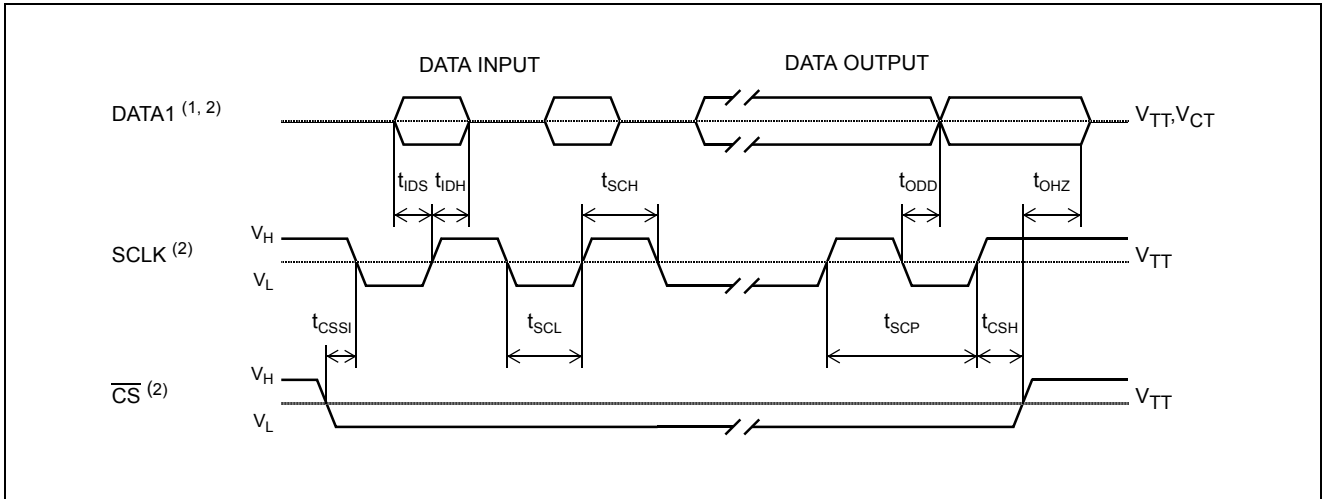 DATA INPUT DATA OUTPUT
DATA1 (1, 2) VTT,VCT
tIDS tIDH tSCH tODD tOHZ
VH
SCLK (2) VTT
VL
tCSSI tSCL tSCP tCSH
VH
CS (2) VTT
VL